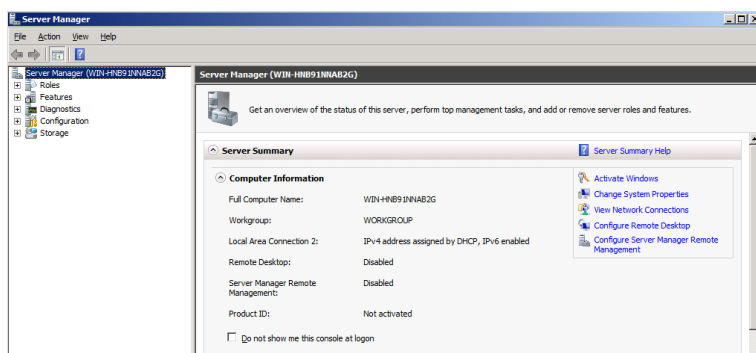 Server Manager
File Action View Help
Server Manager (WIN-HNB91NNAB2G)
Roles
Features
Diagnostics
Configuration
Storage
Server Manager (WIN-HNB91NNAB2G)
Get an overview of the status of this server, perform top management tasks, and add or remove server roles and features.
Server Summary
Server Summary Help
Computer Information
Full Computer Name: WIN-HNB91NNAB2G
Workgroup: WORKGROUP
Local Area Connection 2: IPv4 address assigned by DHCP, IPv6 enabled
Remote Desktop: Disabled
Server Manager Remote Disabled
Management:
Product ID: Not activated
Do not show me this console at logon
Activate Windows
Change System Properties
View Network Connections
Configure Remote Desktop
Configure Server Manager Remote
Management